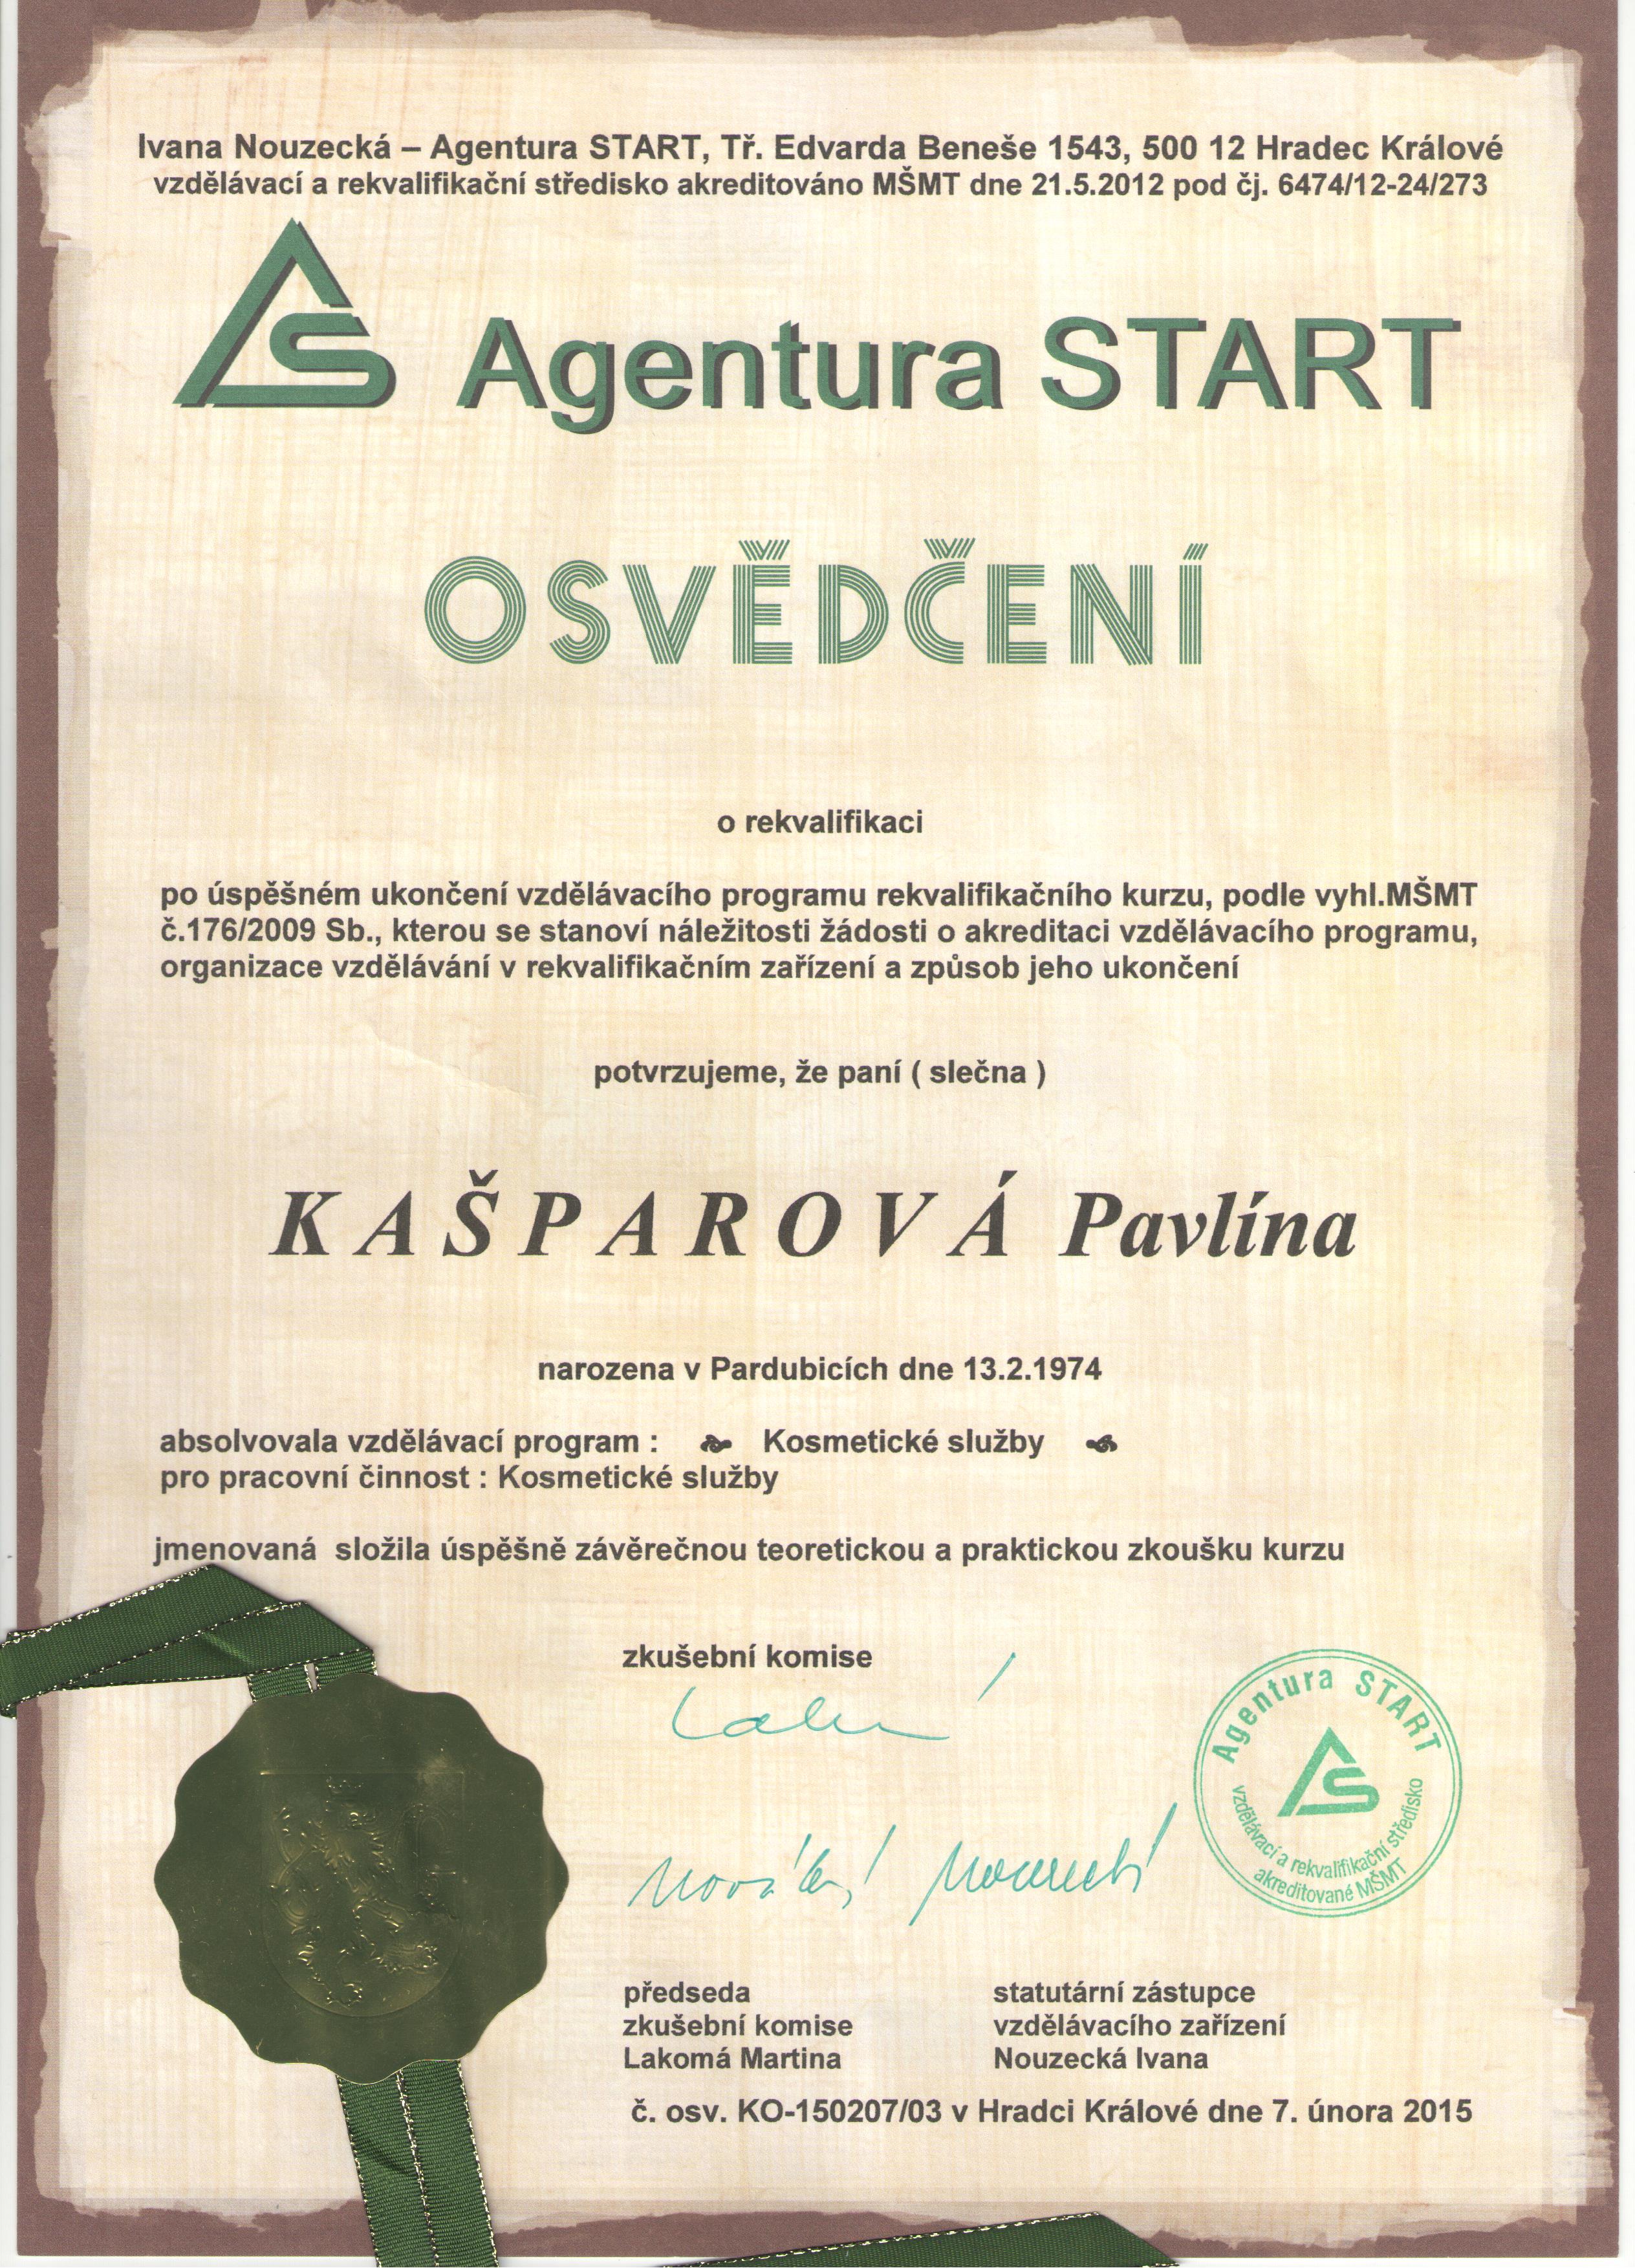 Ivana Nouzecká – Agentura START, Tř. Edvarda Beneše 1543, 500 12 Hradec Králové
vzdělávací a rekvalifikační středisko akreditováno MŠMT dne 21.5.2012 pod čj. 6474/12-24/273
Agentura START
OSVĚDČENÍ
o rekvalifikaci
po úspěšném ukončení vzdělávacího programu rekvalifikačního kurzu, podle vyhl.MŠMT
č.176/2009 Sb., kterou se stanoví náležitosti žádosti o akreditaci vzdělávacího programu,
organizace vzdělávání v rekvalifikačním zařízení a způsob jeho ukončení
potvrzujeme, že paní ( slečna )
K A Š P A R O V Á Pavlína
narozena v Pardubicích dne 13.2.1974
absolvovala vzdělávací program : Kosmetické služby
pro pracovní činnost : Kosmetické služby
jmenovaná složila úspěšně závěrečnou teoretickou a praktickou zkoušku kurzu
zkušební komise
Agentura START
vzdělávací a rekvalifikační středisko
akreditované MŠMT
předseda
zkušební komise
Lakomá Martina
statutární zástupce
vzdělávacího zařízení
Nouzecká Ivana
č. osv. KO-150207/03 v Hradci Králové dne 7. února 2015